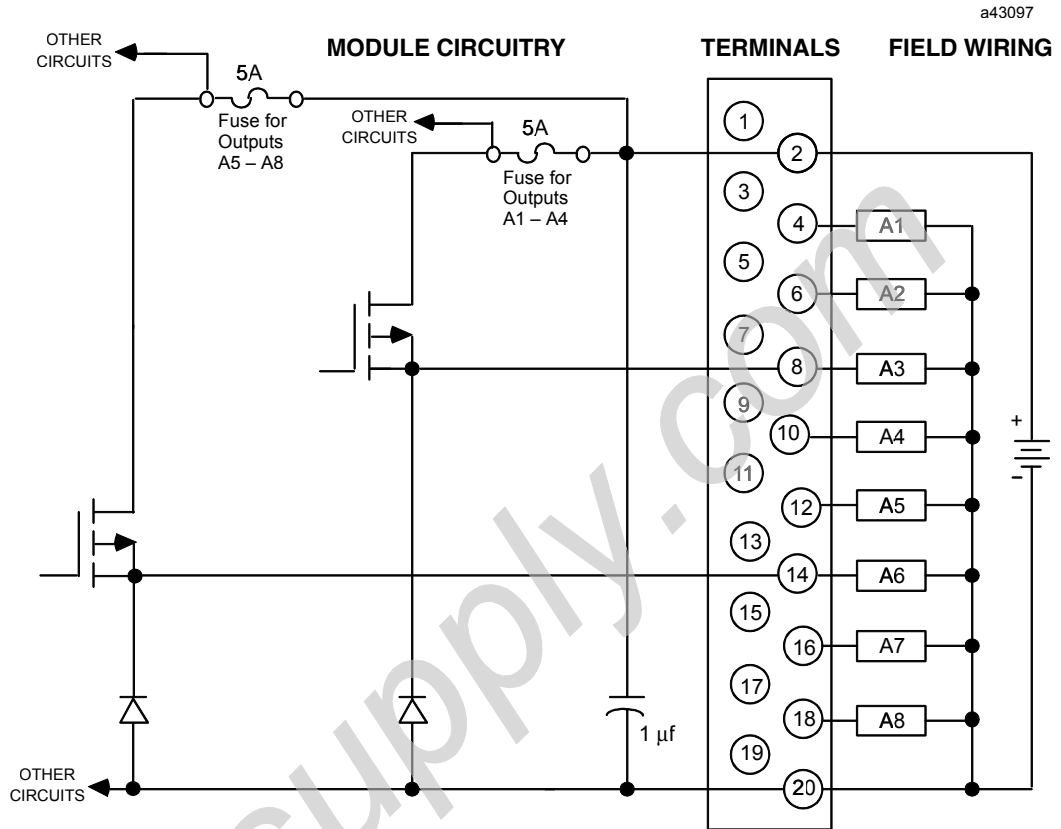 a43097
OTHER
CIRCUITS
MODULE CIRCUITRY
TERMINALS
FIELD WIRING
5A
Fuse for
Outputs
A5 – A8
OTHER
CIRCUITS
5A
Fuse for
Outputs
A1 – A4
1
2
3
4
A1
5
6
A2
7
8
A3
9
10
A4
+
–
11
12
A5
13
14
A6
15
16
A7
17
18
A8
1 μf
19
20
OTHER
CIRCUITS
supply.com